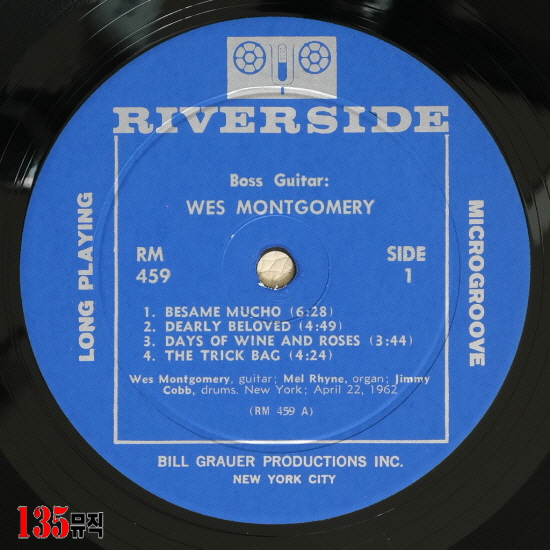 RIVERSIDE
Boss Guitar:
WES MONTGOMERY
LONG PLAYING
MICROGROOVE
RM
459
SIDE
1
1. BESAME MUCHO (6:28)
2. DEARLY BELOVED (4:49)
3. DAYS OF WINE AND ROSES (3:44)
4. THE TRICK BAG (4:24)
Wes Montgomery, guitar; Mel Rhyne, organ; Jimmy
Cobb, drums. New York; April 22, 1962
(RM 459 A)
BILL GRAUER PRODUCTIONS INC.
NEW YORK CITY
135뮤직